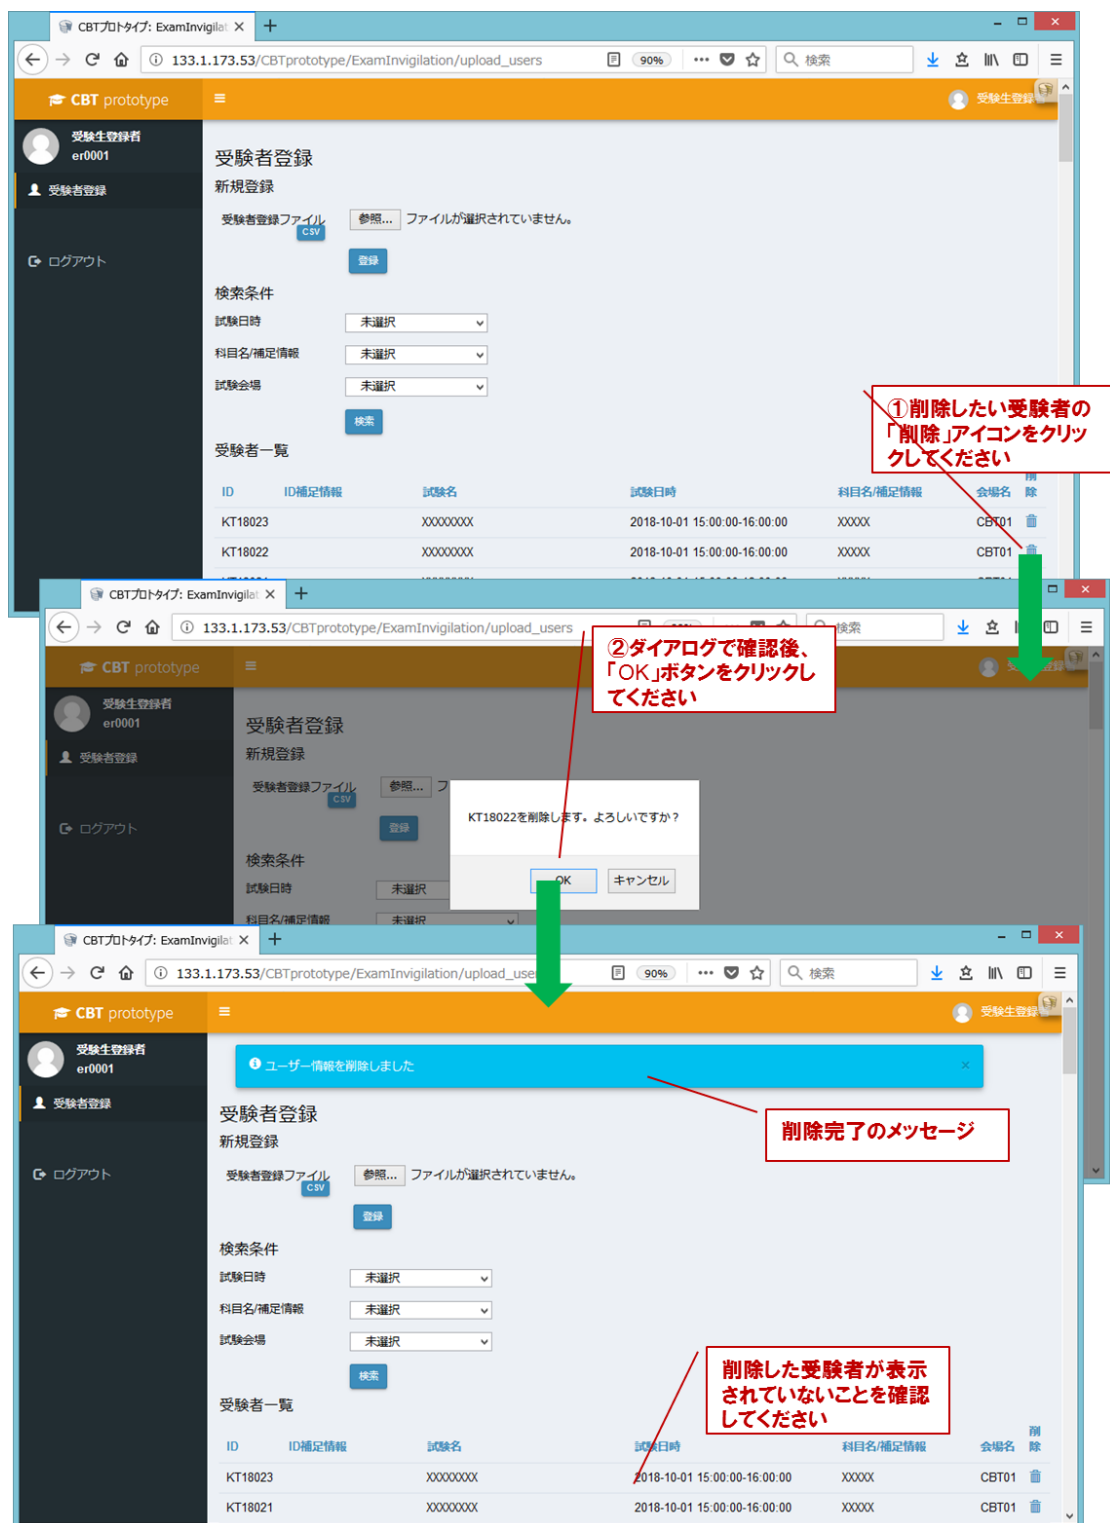 CBTプロトタイプ: ExamInvigilat
133.1.173.53/CBTprototype/ExamInvigilation/upload_users
90%
検索
CBT prototype
受験生登録者
受験生登録者
er0001
受験者登録
ログアウト
受験者登録
新規登録
受験者登録ファイル
CSV
参照... ファイルが選択されていません。
登録
検索条件
試験日時 未選択
科目名/補足情報 未選択
試験会場 未選択
検索
受験者一覧
①削除したい受験者の
「削除」アイコンをクリッ
クしてください
ID ID補足情報 試験名 試験日時 科目名/補足情報 会場名 削除
KT18023 XXXXXXXX 2018-10-01 15:00:00-16:00:00 XXXXX CBT01
KT18022 XXXXXXXX 2018-10-01 15:00:00-16:00:00 XXXXX CBT01
CBTプロトタイプ: ExamInvigilat
133.1.173.53/CBTprototype/ExamInvigilation/upload_users
検索
②ダイアログで確認後、
「OK」ボタンをクリックし
てください
CBT prototype
受験生登録者
er0001
受験者登録
ログアウト
受験者登録
新規登録
受験者登録ファイル
CSV
参照...
登録
KT18022を削除します。よろしいですか？
OK キャンセル
検索条件
試験日時 未選択
科目名/補足情報 未選択
CBTプロトタイプ: ExamInvigilat
133.1.173.53/CBTprototype/ExamInvigilation/upload_use
90%
検索
CBT prototype
受験生登録
受験生登録者
er0001
受験者登録
ログアウト
ユーザー情報を削除しました
×
削除完了のメッセージ
受験者登録
新規登録
受験者登録ファイル
CSV
参照... ファイルが選択されていません。
登録
検索条件
試験日時 未選択
科目名/補足情報 未選択
試験会場 未選択
検索
削除した受験者が表示
されていないことを確認
してください
受験者一覧
ID ID補足情報 試験名 試験日時 科目名/補足情報 会場名 削除
KT18023 XXXXXXXX 2018-10-01 15:00:00-16:00:00 XXXXX CBT01
KT18021 XXXXXXXX 2018-10-01 15:00:00-16:00:00 XXXXX CBT01